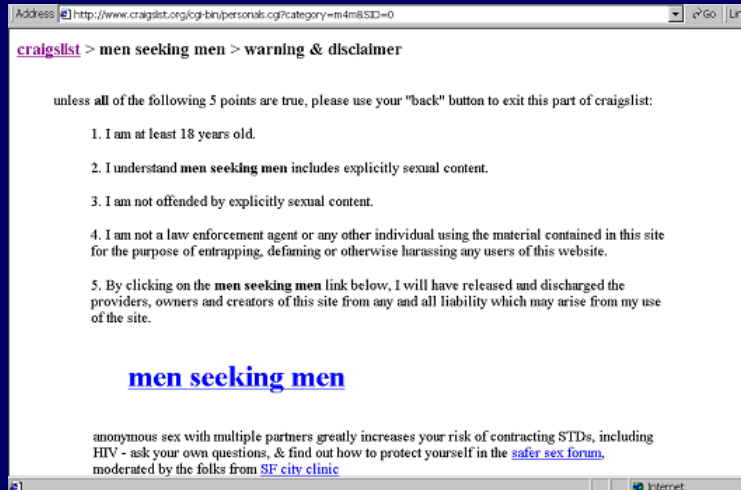 Address http://www.craigslist.org/cgi-bin/personals.cgi?category=m4m&SID=0 Go Lin
craigslist > men seeking men > warning & disclaimer
unless all of the following 5 points are true, please use your "back" button to exit this part of craigslist:
1. I am at least 18 years old.
2. I understand men seeking men includes explicitly sexual content.
3. I am not offended by explicitly sexual content.
4. I am not a law enforcement agent or any other individual using the material contained in this site
for the purpose of entrapping, defaming or otherwise harassing any users of this website.
5. By clicking on the men seeking men link below, I will have released and discharged the
providers, owners and creators of this site from any and all liability which may arise from my use
of the site.
men seeking men
anonymous sex with multiple partners greatly increases your risk of contracting STDs, including
HIV - ask your own questions, & find out how to protect yourself in the safer sex forum,
moderated by the folks from SF city clinic
Internet